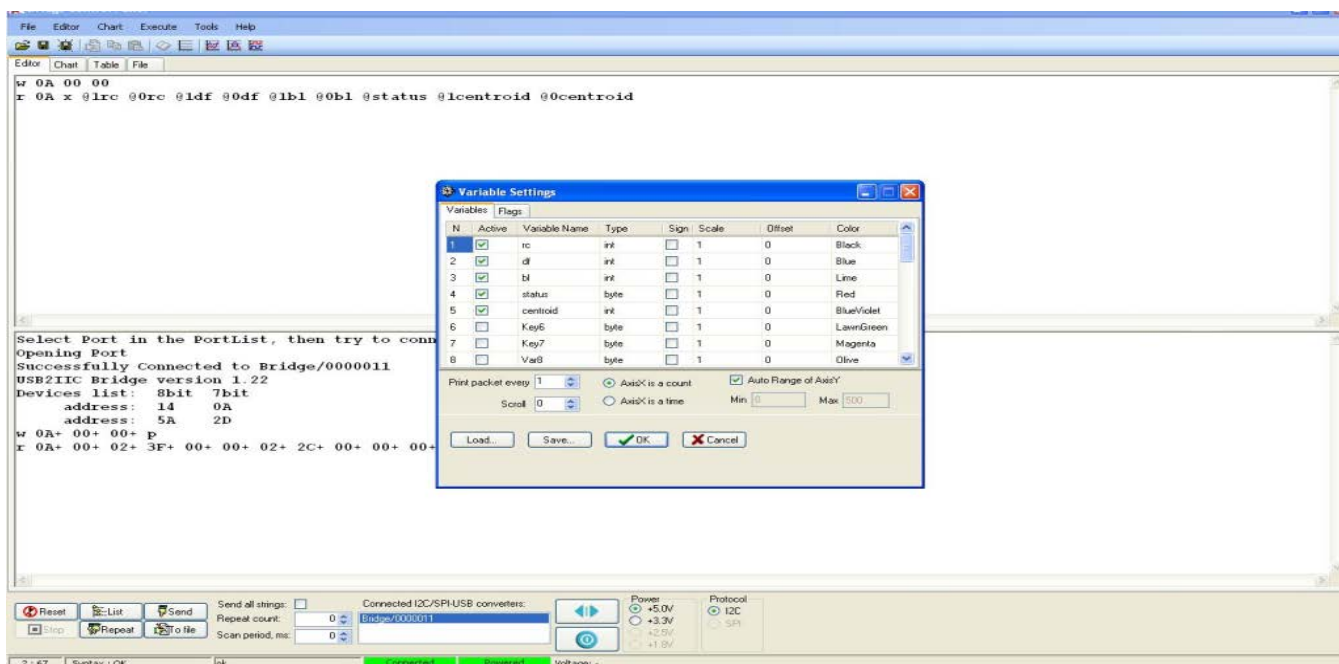 File Editor Chart Execute Tools Help
Editor Chart Table File
w 0A 00 00
r 0A x @1rc @0rc @1df @0df @1bl @0bl @status @1centroid @0centroid
Variable Settings
Variables Flags
N Active Variable Name Type Sign Scale Offset Color
1 rc int 1 0 Black
2 df int 1 0 Blue
3 bl int 1 0 Lime
4 status byte 1 0 Red
5 centroid int 1 0 BlueViolet
6 Key6 byte 1 0 LawnGreen
7 Key7 byte 1 0 Magenta
8 Var8 byte 1 0 Olive
Print packet every 1 AxisX is a count Auto Range of AxisY
Scroll 0 AxisX is a time Min 0 Max 500
Load... Save... OK Cancel
Select Port in the PortList, then try to conn
Opening Port
Successfully Connected to Bridge/0000011
USB2IIC Bridge version 1.22
Devices list: 8bit 7bit
address: 14 0A
address: 5A 2D
w 0A+ 00+ 00+ p
r 0A+ 00+ 02+ 3F+ 00+ 00+ 02+ 2C+ 00+ 00+ 00+
Reset List Send
Stop Repeat To file
Send all strings:
Repeat count: 0
Scan period, ms: 0
Connected I2C/SPI-USB converters:
Bridge/0000011
Power
+5.0V
+3.3V
+2.5V
+1.8V
Protocol
I2C
SPI
2 : 67 Syntax : OK ok Connected Powered Voltage: -